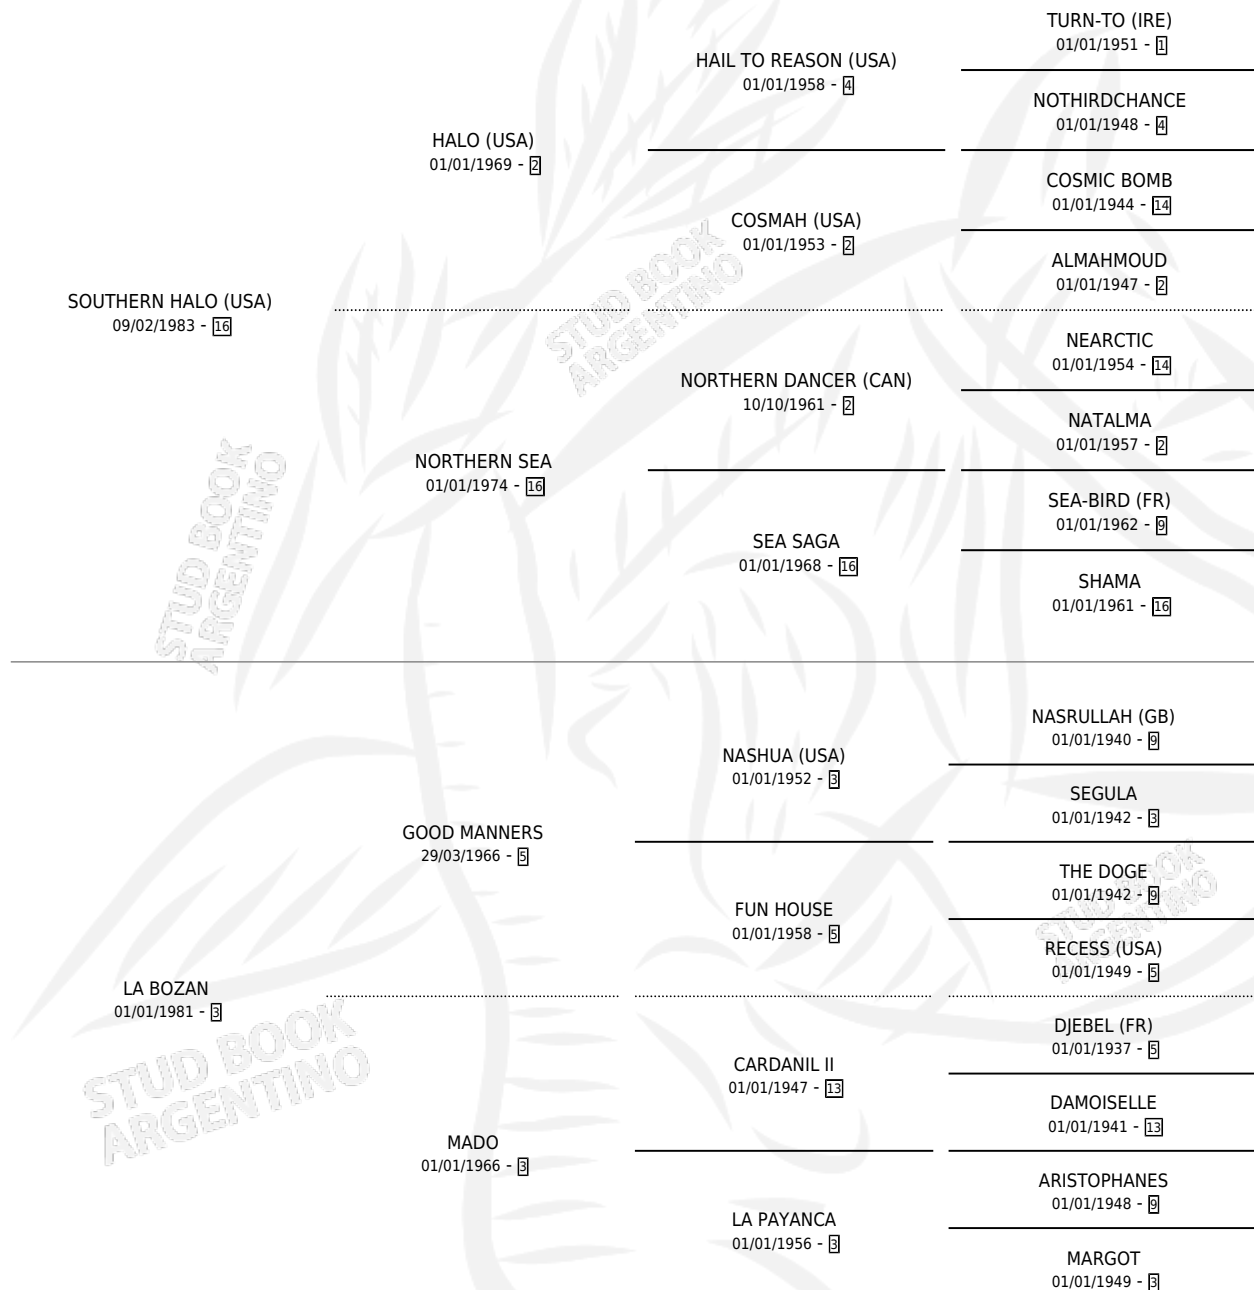 TURN-TO (IRE)
01/01/1951 - 1
HAIL TO REASON (USA)
01/01/1958 - 4
NOTHIRDCHANCE
01/01/1948 - 4
HALO (USA)
01/01/1969 - 2
COSMIC BOMB
01/01/1944 - 14
COSMAH (USA)
01/01/1953 - 2
ALMAHMOUD
01/01/1947 - 2
SOUTHERN HALO (USA)
09/02/1983 - 16
STUD BOOK
ARGENTINO
NEARCTIC
01/01/1954 - 14
NORTHERN DANCER (CAN)
10/10/1961 - 2
NATALMA
01/01/1957 - 2
NORTHERN SEA
01/01/1974 - 16
SEA-BIRD (FR)
01/01/1962 - 9
SEA SAGA
01/01/1968 - 16
SHAMA
01/01/1961 - 16
STUD BOOK
ARGENTINO
NASRULLAH (GB)
01/01/1940 - 9
NASHUA (USA)
01/01/1952 - 3
SEGULA
01/01/1942 - 3
GOOD MANNERS
29/03/1966 - 5
THE DOGE
01/01/1942 - 9
FUN HOUSE
01/01/1958 - 5
STUD BOOK
ARGENTINO
RECESS (USA)
01/01/1949 - 5
LA BOZAN
01/01/1981 - 3
DJEBEL (FR)
01/01/1937 - 5
CARDANIL II
01/01/1947 - 13
DAMOISELLE
01/01/1941 - 13
STUD BOOK
ARGENTINO
MADO
01/01/1966 - 3
ARISTOPHANES
01/01/1948 - 9
LA PAYANCA
01/01/1956 - 3
MARGOT
01/01/1949 - 3